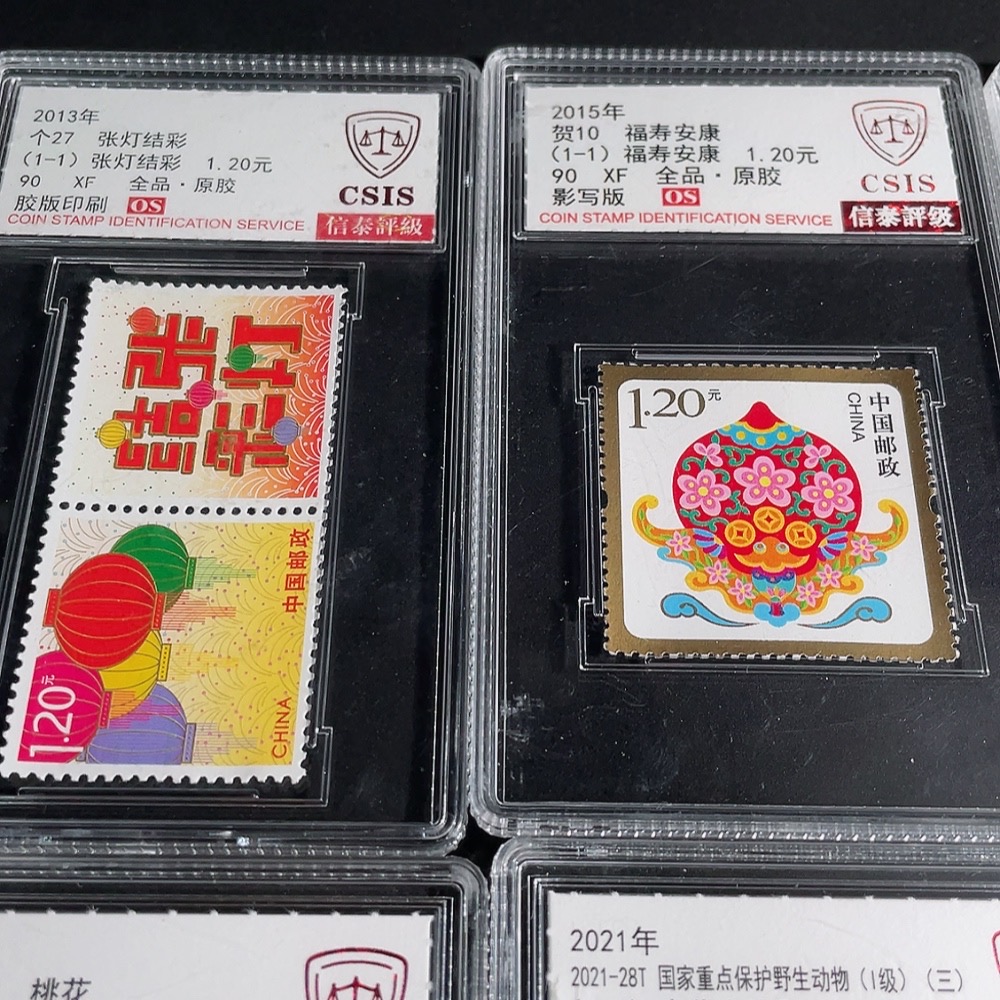 2013年
个27 张灯结彩
(1-1) 张灯结彩 1.20元
90 XF 全品·原胶
胶版印刷 OS
COIN STAMP IDENTIFICATION SERVICE
CSIS
信泰評級
张灯
结彩
中国邮政
CHINA
1.20元
2015年
贺10 福寿安康
(1-1) 福寿安康 1.20元
90 XF 全品·原胶
影写版 OS
COIN STAMP IDENTIFICATION SERVICE
CSIS
信泰評級
1.20元
中国邮政
CHINA
桃花
2021年
2021-28T 国家重点保护野生动物(Ⅰ级)(三)